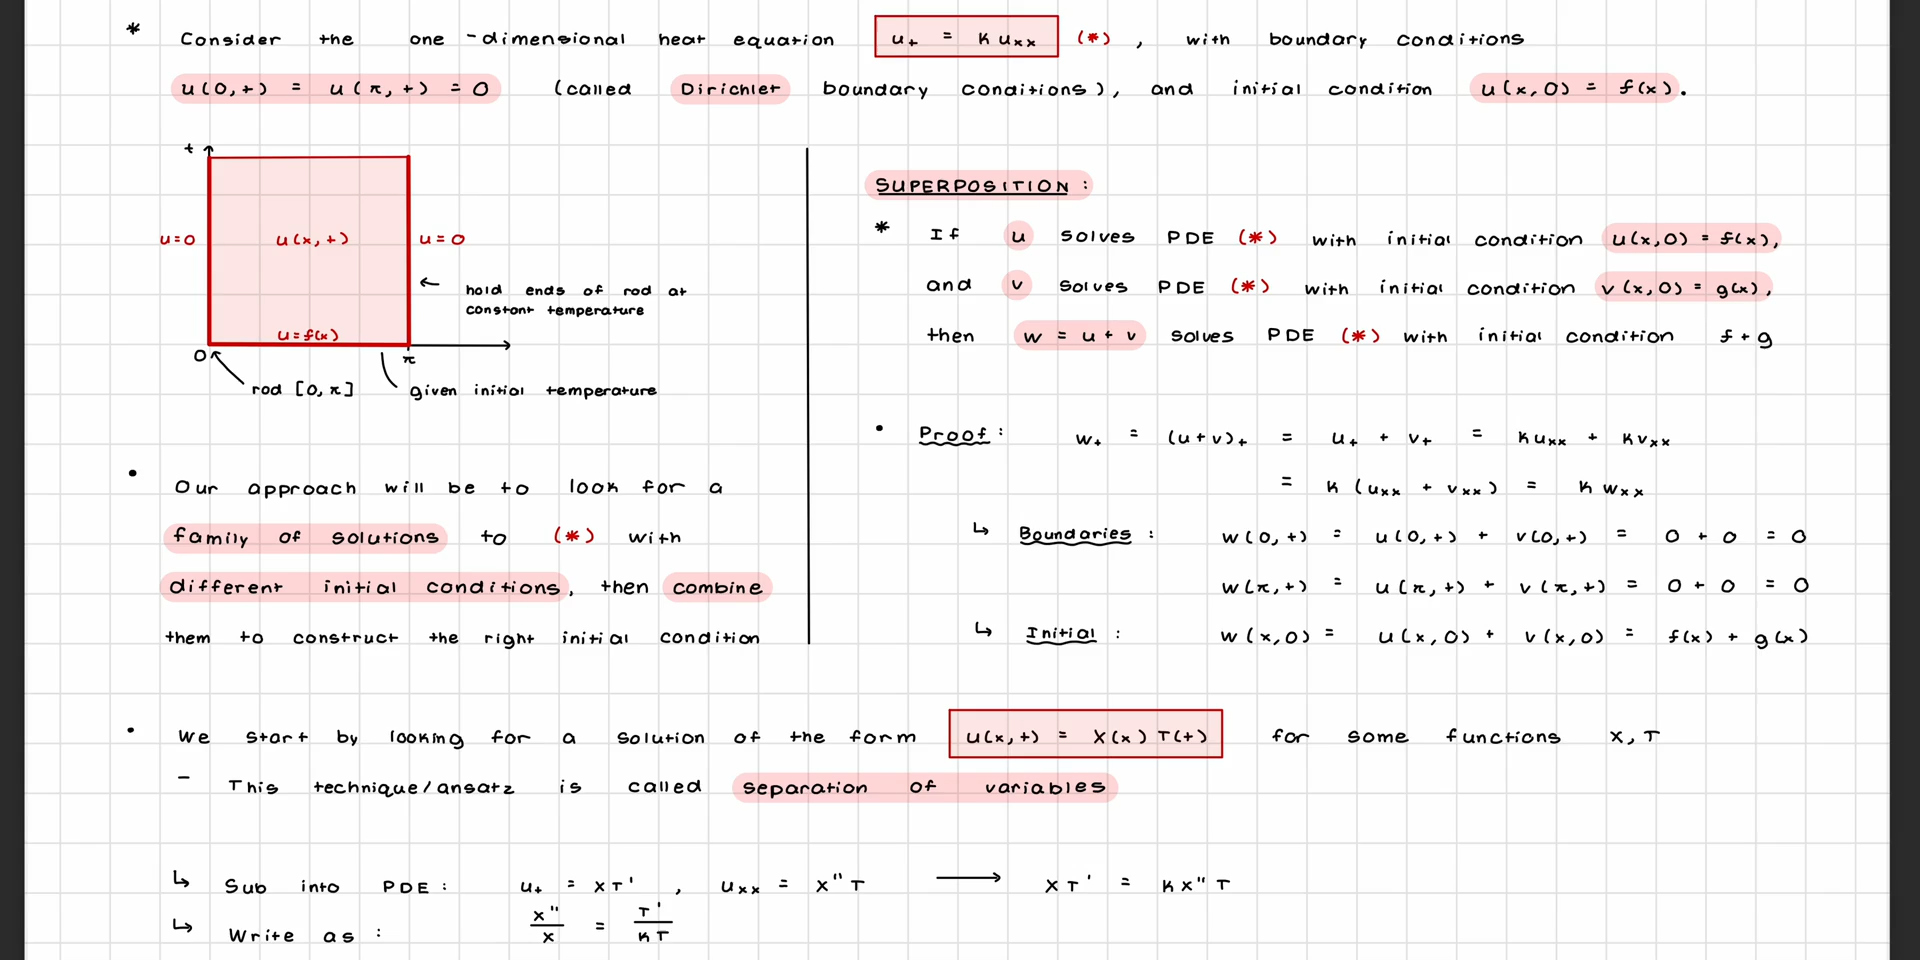 * Consider the one-dimensional heat equation u_t = k u_xx (*), with boundary conditions
u(0,t) = u(π,t) = 0 (called Dirichlet boundary conditions), and initial condition u(x,0) = f(x).
t
u=0 u(x,t) u=0
← hold ends of rod at
constant temperature
u=f(x)
0 π
rod [0,π] given initial temperature
• Our approach will be to look for a
family of solutions to (*) with
different initial conditions, then combine
them to construct the right initial condition
SUPERPOSITION:
* If u solves PDE (*) with initial condition u(x,0) = f(x),
and v solves PDE (*) with initial condition v(x,0) = g(x),
then w = u + v solves PDE (*) with initial condition f + g
• Proof: w_t = (u+v)_t = u_t + v_t = k u_xx + k v_xx
= k (u_xx + v_xx) = k w_xx
↳ Boundaries: w(0,t) = u(0,t) + v(0,t) = 0 + 0 = 0
w(π,t) = u(π,t) + v(π,t) = 0 + 0 = 0
↳ Initial: w(x,0) = u(x,0) + v(x,0) = f(x) + g(x)
• We start by looking for a solution of the form u(x,t) = X(x) T(t) for some functions X, T
- This technique/ansatz is called separation of variables
↳ Sub into PDE: u_t = XT', u_xx = X''T ⟶ XT' = kX''T
↳ Write as: X''/X = T'/kT